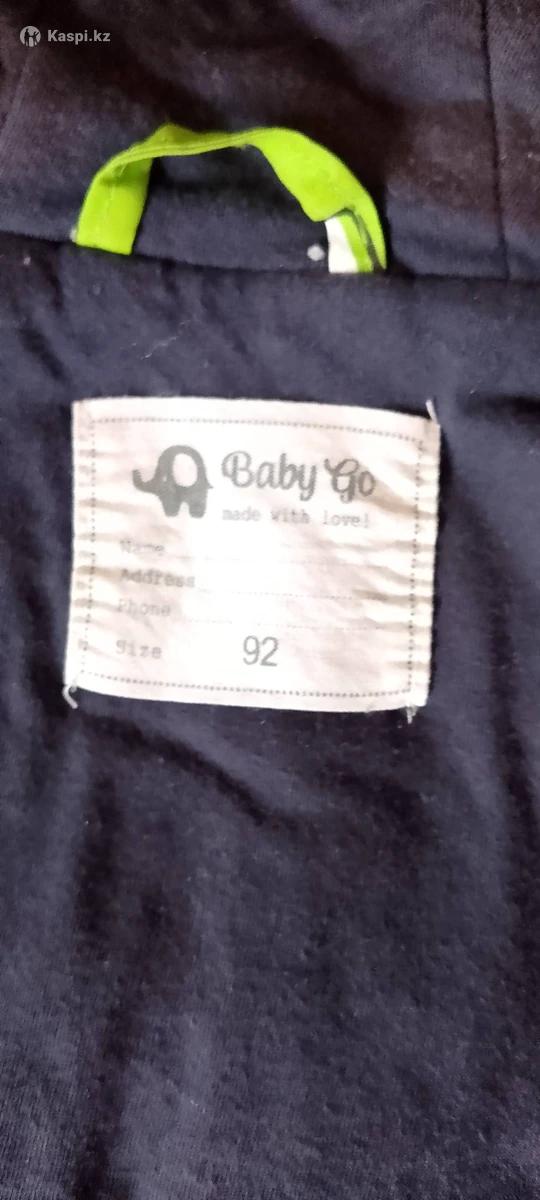 Kaspi.kz
Baby Go
made with love!
Name
Address
Phone
Size 92